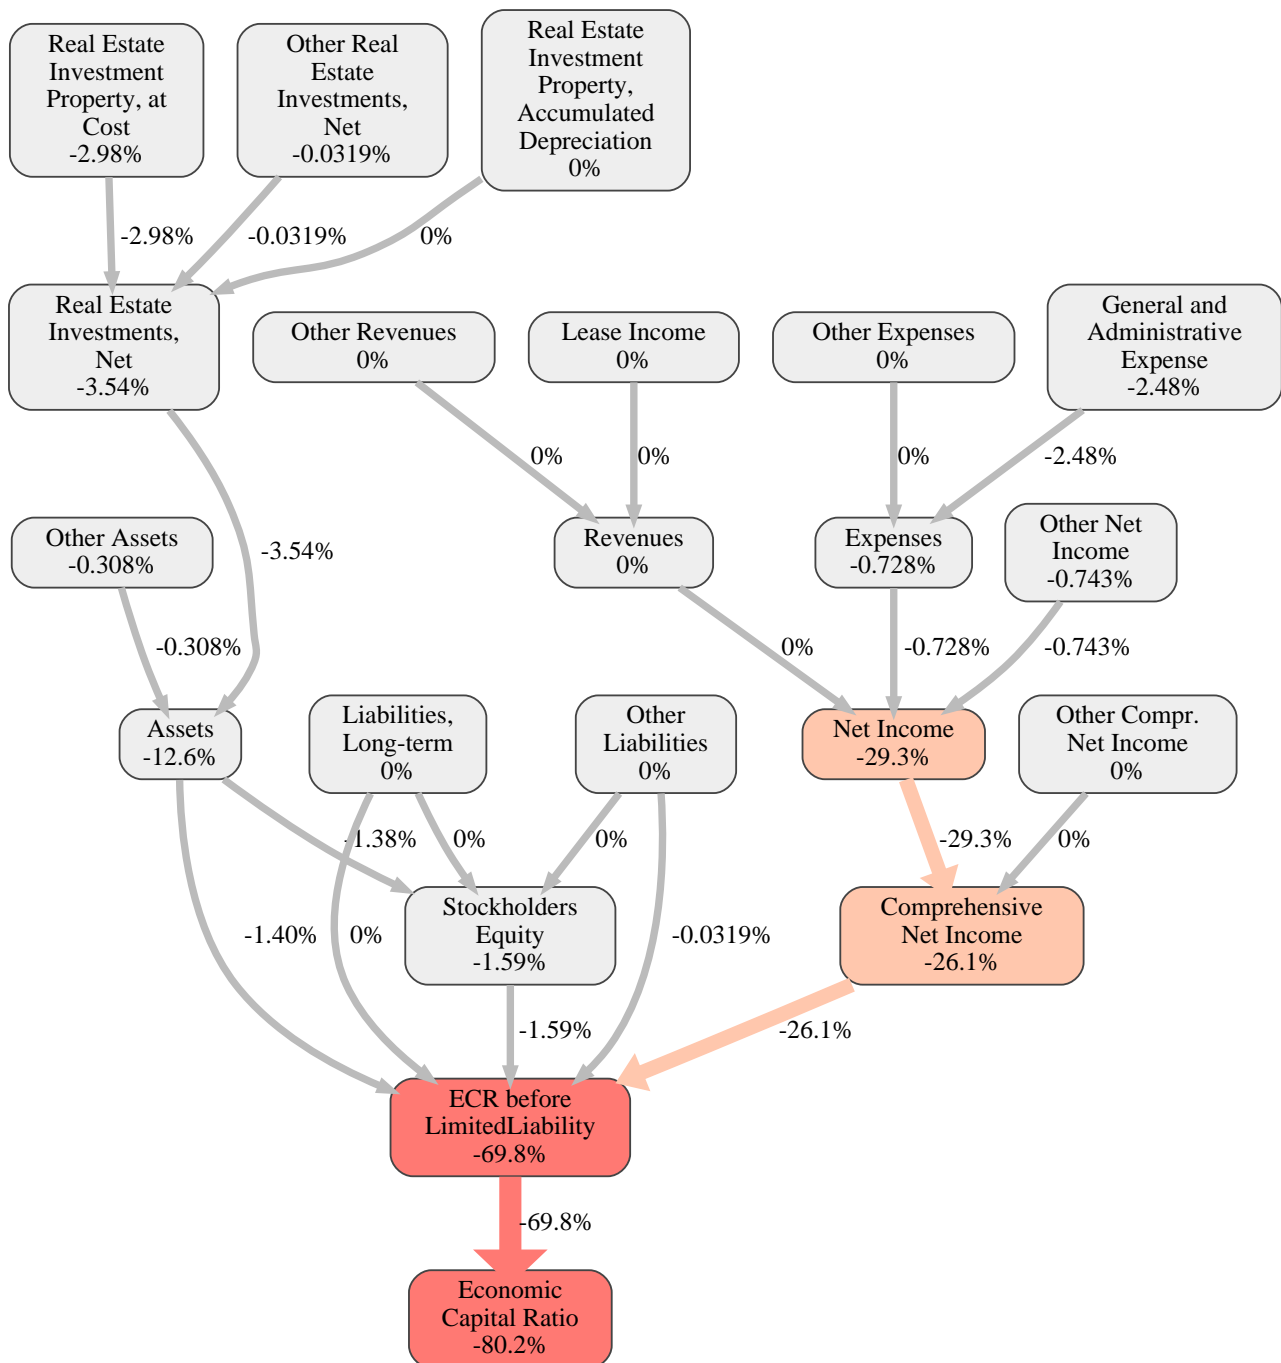 Real Estate
Investment
Property, at
Cost
-2.98%
Other Real
Estate
Investments,
Net
-0.0319%
Real Estate
Investment
Property,
Accumulated
Depreciation
0%
-2.98%
-0.0319%
0%
Real Estate
Investments,
Net
-3.54%
Other Revenues
0%
Lease Income
0%
Other Expenses
0%
General and
Administrative
Expense
-2.48%
0%
0%
0%
-2.48%
Other Assets
-0.308%
-3.54%
Revenues
0%
Expenses
-0.728%
Other Net
Income
-0.743%
-0.308%
0%
-0.728%
-0.743%
Assets
-12.6%
Liabilities,
Long-term
0%
Other
Liabilities
0%
Net Income
-29.3%
Other Compr.
Net Income
0%
-1.38%
0%
0%
-29.3%
0%
Stockholders
Equity
-1.59%
Comprehensive
Net Income
-26.1%
-1.40%
0%
-0.0319%
-1.59%
-26.1%
ECR before
LimitedLiability
-69.8%
-69.8%
Economic
Capital Ratio
-80.2%